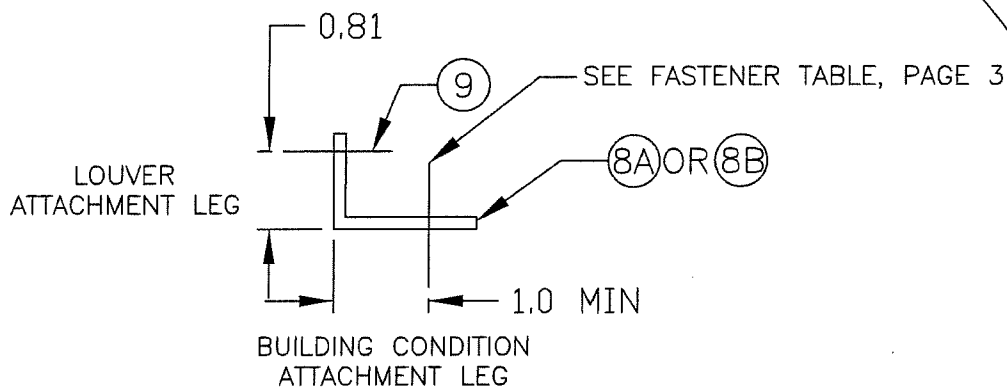 0.81
9
SEE FASTENER TABLE, PAGE 3
8A OR 8B
LOUVER
ATTACHMENT LEG
1.0 MIN
BUILDING CONDITION
ATTACHMENT LEG